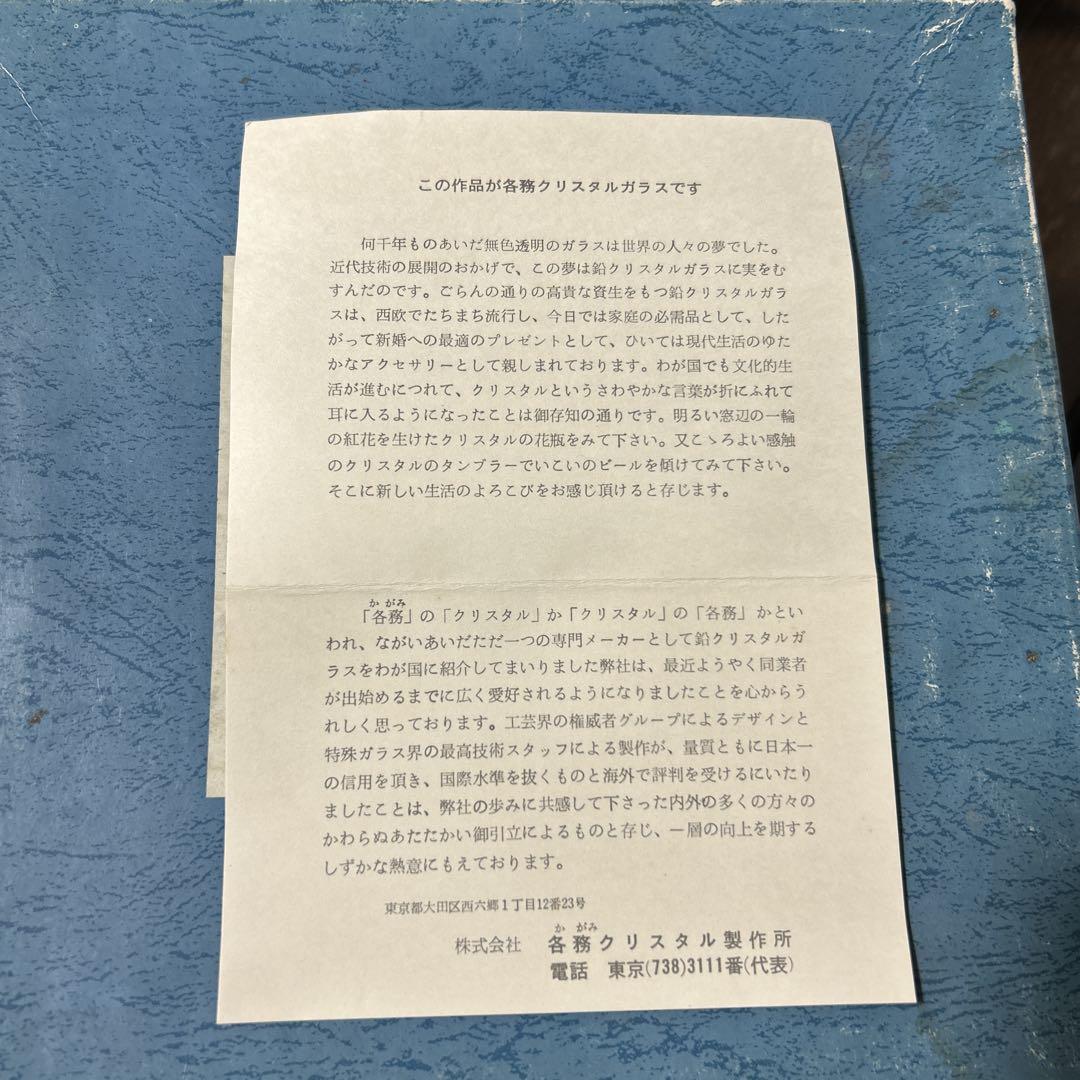 この作品が各務クリスタルガラスです
何千年ものあいだ無色透明のガラスは世界の人々の夢でした。
近代技術の展開のおかげで、この夢は鉛クリスタルガラスに実をむ
すんだのです。ごらんの通りの高貴な資生をもつ鉛クリスタルガラ
スは、西欧でたちまち流行し、今日では家庭の必需品として、した
がって新婚への最適のプレゼントとして、ひいては現代生活のゆた
かなアクセサリーとして親しまれております。わが国でも文化的生
活が進むにつれて、クリスタルというさわやかな言葉が折にふれて
耳に入るようになったことは御存知の通りです。明るい窓辺の一輪
の紅花を生けたクリスタルの花瓶をみて下さい。又こゝろよい感触
のクリスタルのタンブラーでいこいのビールを傾けてみて下さい。
そこに新しい生活のよろこびをお感じ頂けると存じます。
かがみ
「各務」の「クリスタル」か「クリスタル」の「各務」かとい
われ、ながいあいだただ一つの専門メーカーとして鉛クリスタルガ
ラスをわが国に紹介してまいりました弊社は、最近ようやく同業者
が出始めるまでに広く愛好されるようになりましたことを心からう
れしく思っております。工芸界の権威者グループによるデザインと
特殊ガラス界の最高技術スタッフによる製作が、量質ともに日本一
の信用を頂き、国際水準を抜くものと海外で評判を受けるにいたり
ましたことは、弊社の歩みに共感して下さった内外の多くの方々の
かわらぬあたたかい御引立によるものと存じ、一層の向上を期する
しずかな熱意にもえております。
東京都大田区西六郷1丁目12番23号
かがみ
株式会社 各務クリスタル製作所
電話 東京(738)3111番(代表)